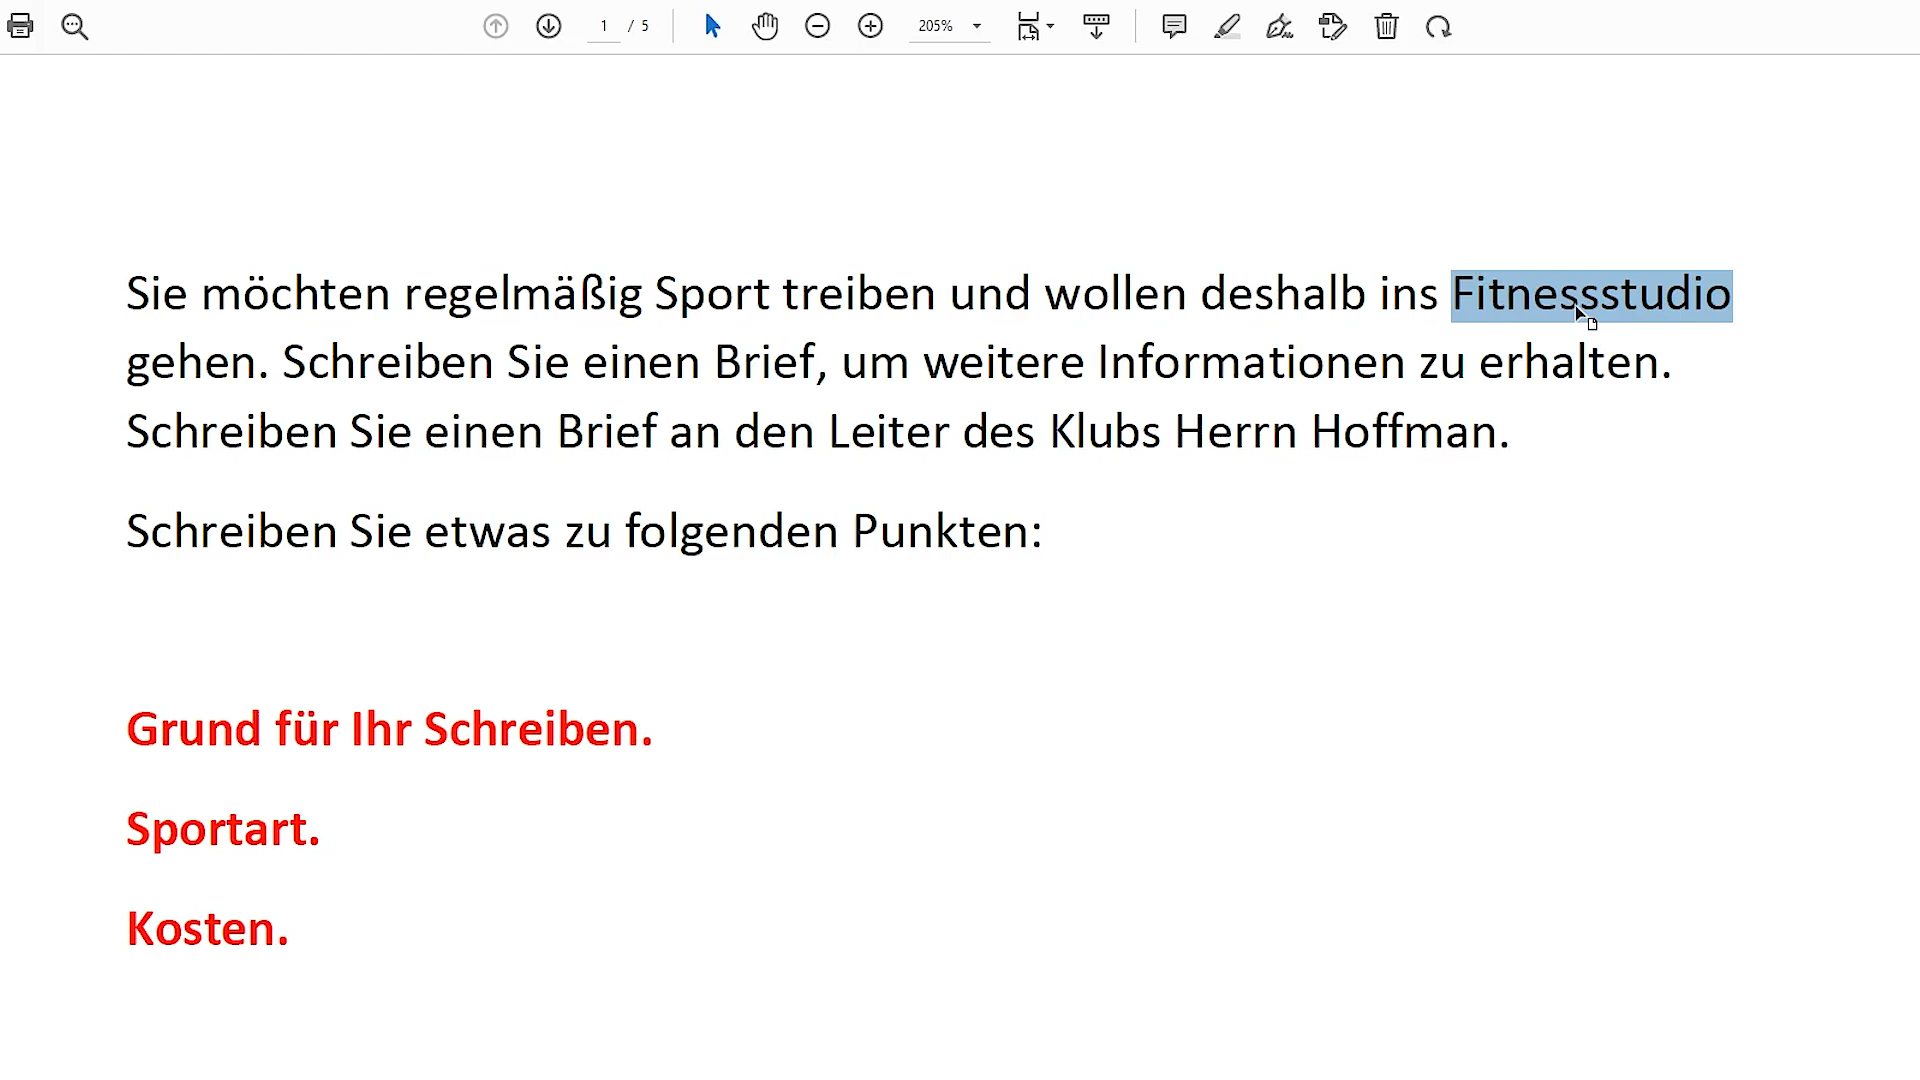 1 / 5 205%
Sie möchten regelmäßig Sport treiben und wollen deshalb ins Fitnessstudio
gehen. Schreiben Sie einen Brief, um weitere Informationen zu erhalten.
Schreiben Sie einen Brief an den Leiter des Klubs Herrn Hoffman.
Schreiben Sie etwas zu folgenden Punkten:
Grund für Ihr Schreiben.
Sportart.
Kosten.